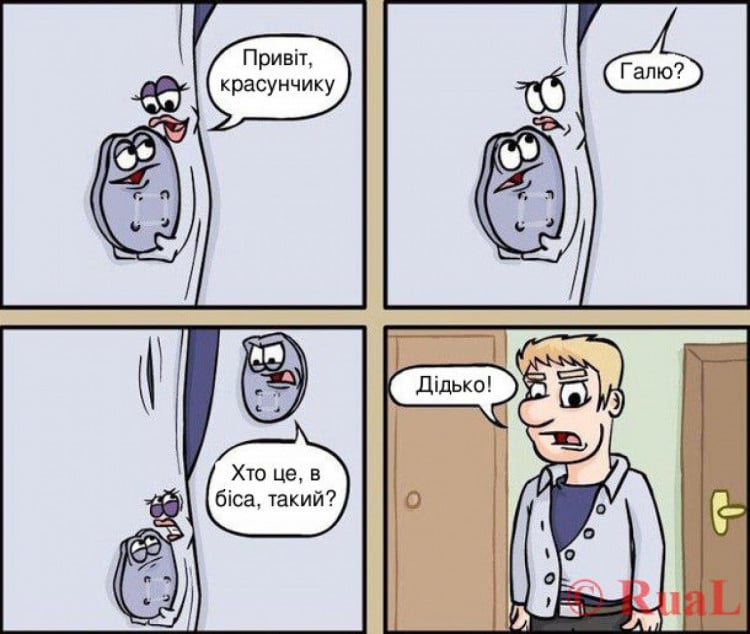 Привіт,
красунчику
Галю?
Хто це, в
біса, такий?
Дідько!
© RuaL